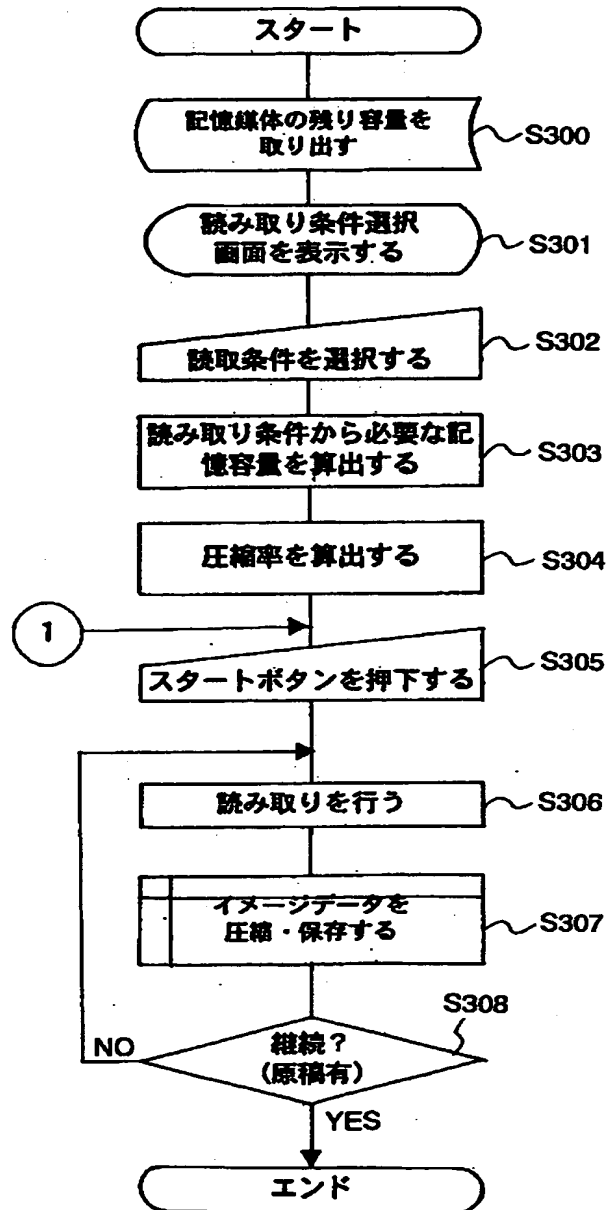 スタート
記憶媒体の残り容量を
取り出す
S300
読み取り条件選択
画面を表示する
S301
読取条件を選択する
S302
読み取り条件から必要な記
憶容量を算出する
S303
圧縮率を算出する
S304
1
スタートボタンを押下する
S305
読み取りを行う
S306
イメージデータを
圧縮・保存する
S307
継続?
(原稿有)
S308
NO
YES
エンド